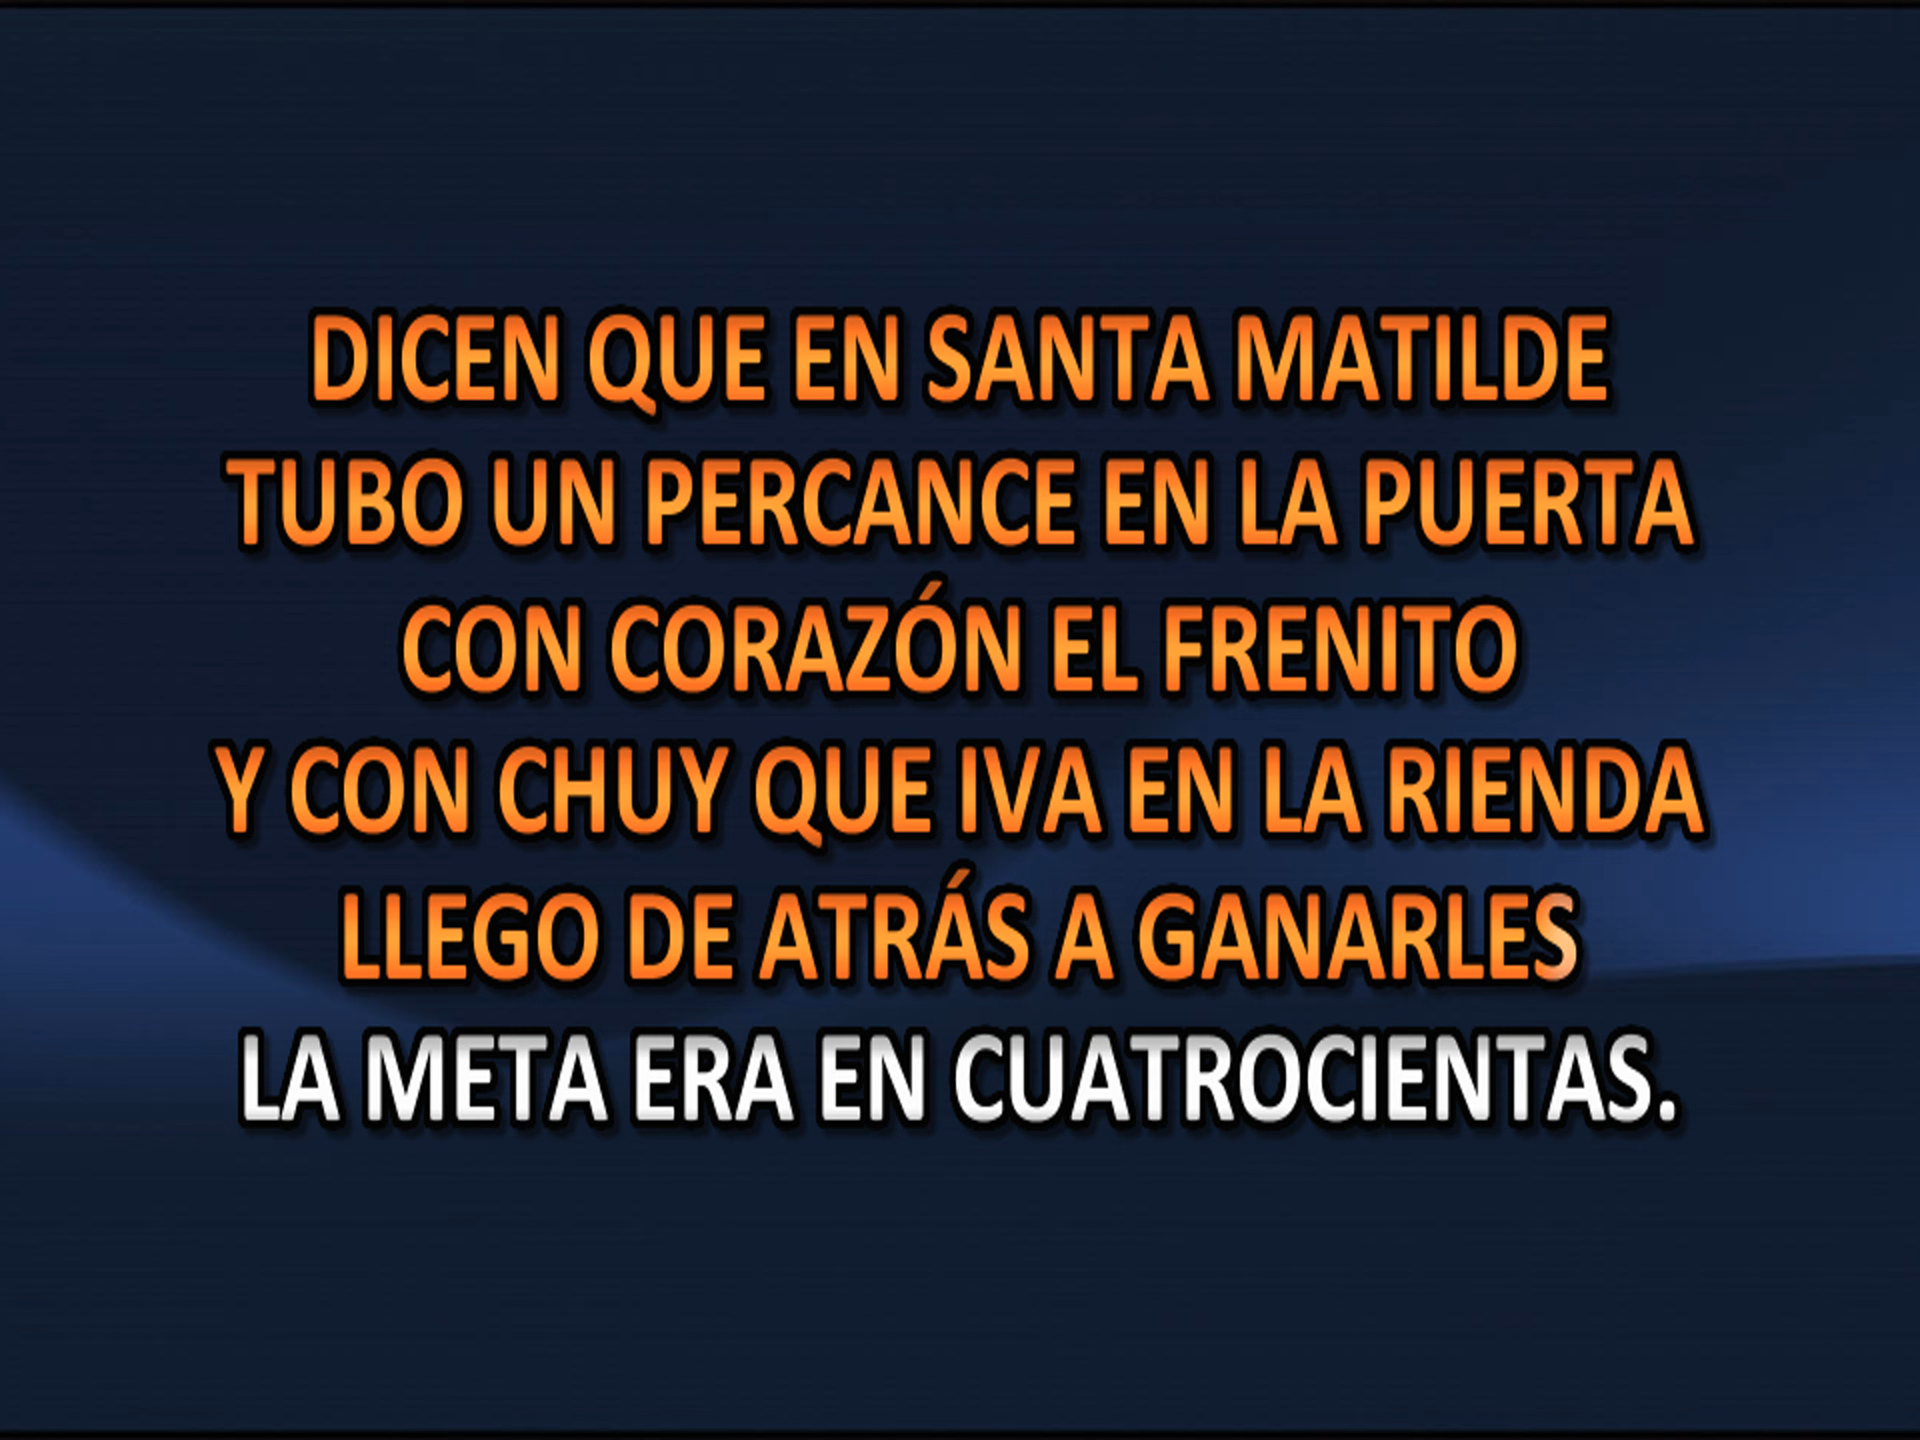 DICEN QUE EN SANTA MATILDE
TUBO UN PERCANCE EN LA PUERTA
CON CORAZÓN EL FRENITO
Y CON CHUY QUE IVA EN LA RIENDA
LLEGO DE ATRÁS A GANARLES
LA META ERA EN CUATROCIENTAS.